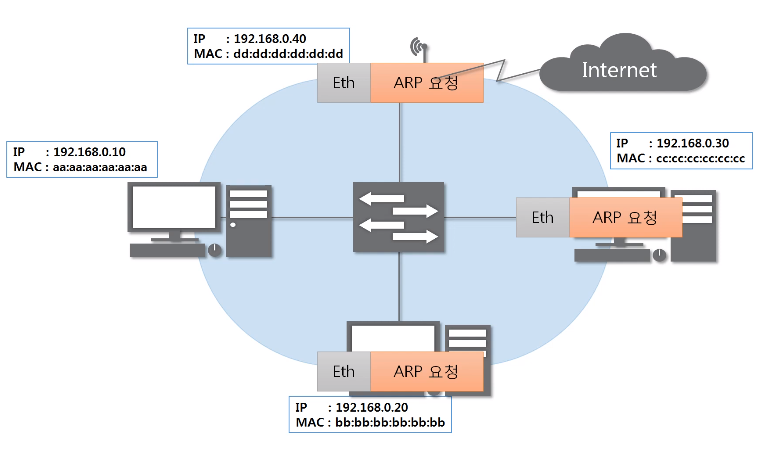 IP : 192.168.0.40
MAC : dd:dd:dd:dd:dd:dd
Eth ARP 요청
Internet
IP : 192.168.0.10
MAC : aa:aa:aa:aa:aa:aa
IP : 192.168.0.30
MAC : cc:cc:cc:cc:cc:cc
Eth ARP 요청
Eth ARP 요청
IP : 192.168.0.20
MAC : bb:bb:bb:bb:bb:bb